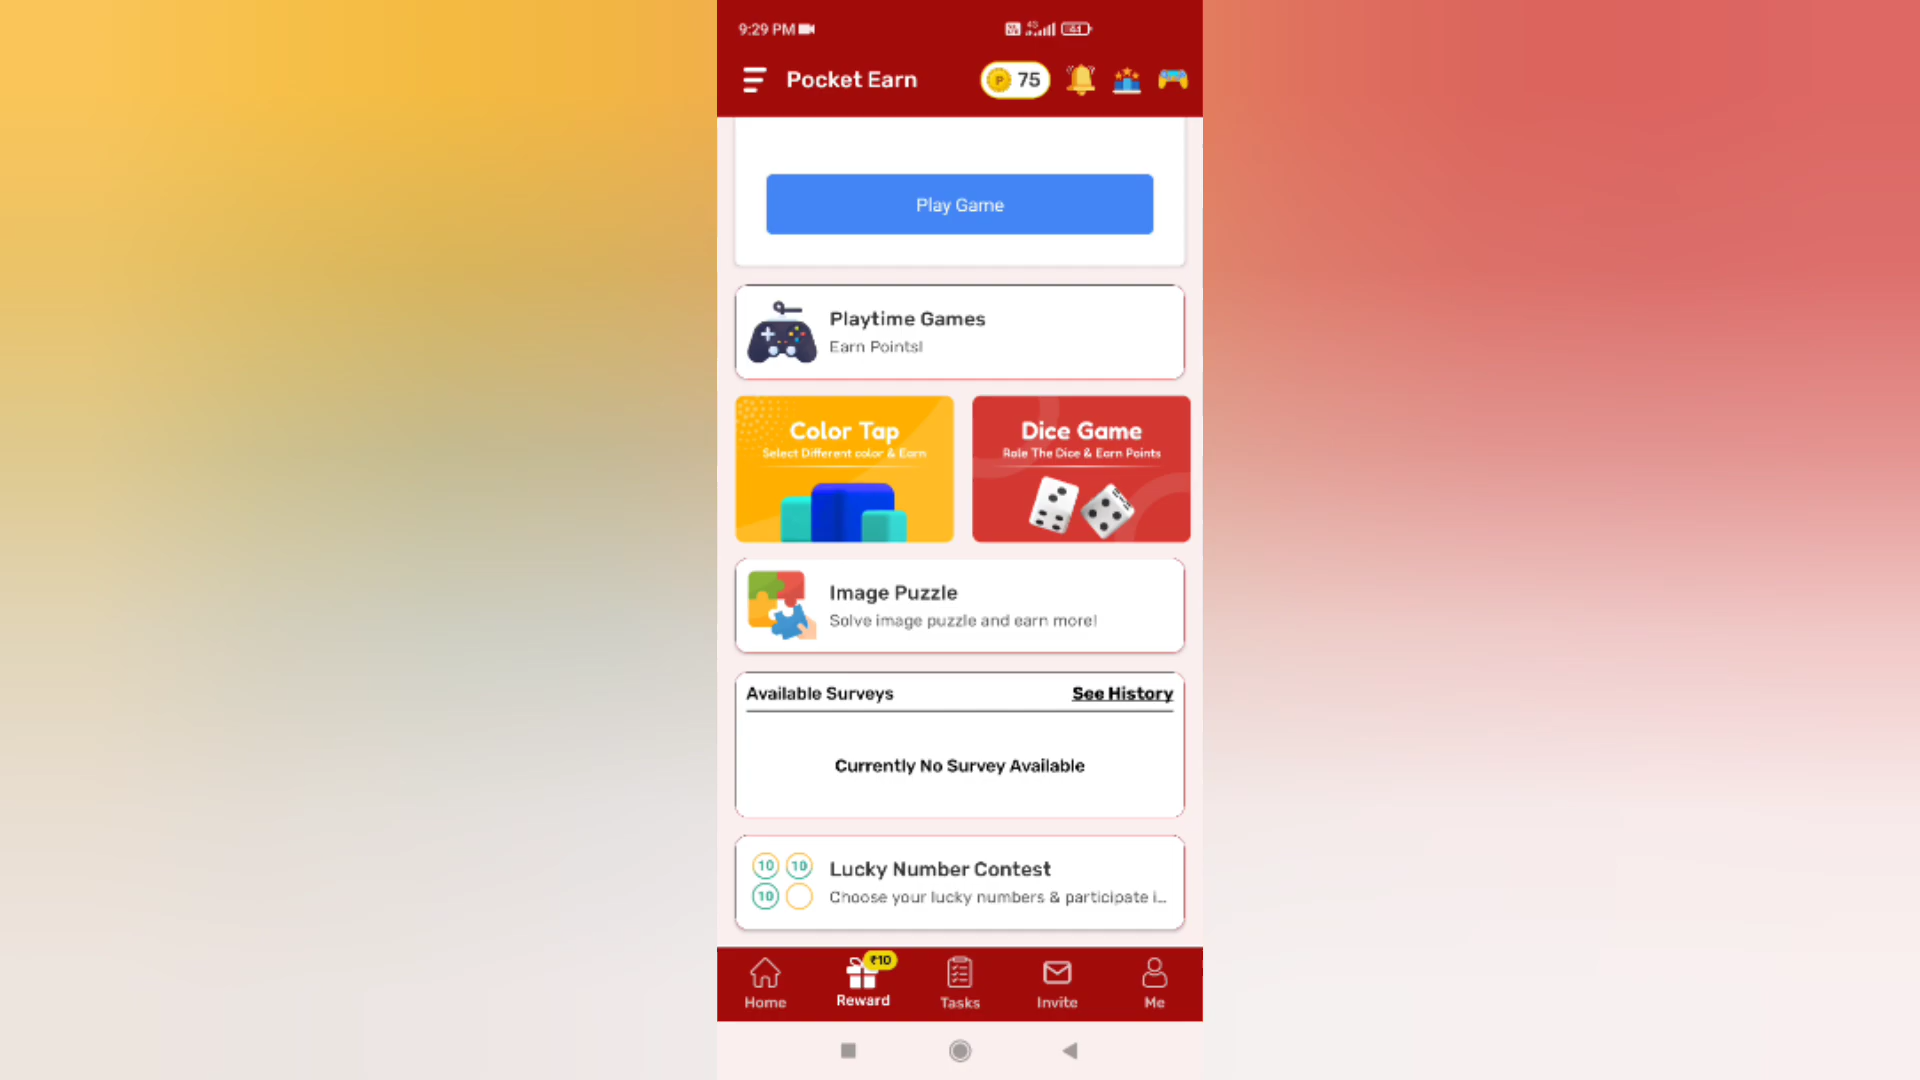 9:29 PM
4G 44
Pocket Earn
P 75
Play Game
Playtime Games
Earn Points!
Color Tap
Select Different color & Earn
Dice Game
Role The Dice & Earn Points
Image Puzzle
Solve image puzzle and earn more!
Available Surveys
See History
Currently No Survey Available
10 10
10
Lucky Number Contest
Choose your lucky numbers & participate i...
₹10
Home
Reward
Tasks
Invite
Me